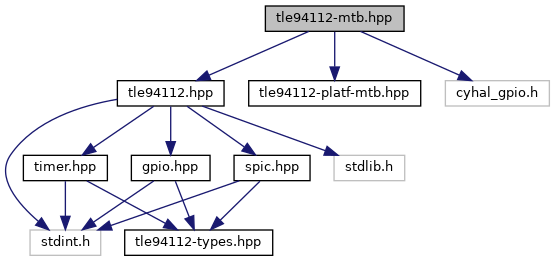 tle94112-mtb.hpp
tle94112.hpp
tle94112-platf-mtb.hpp
cyhal_gpio.h
timer.hpp
gpio.hpp
spic.hpp
stdlib.h
stdint.h
tle94112-types.hpp